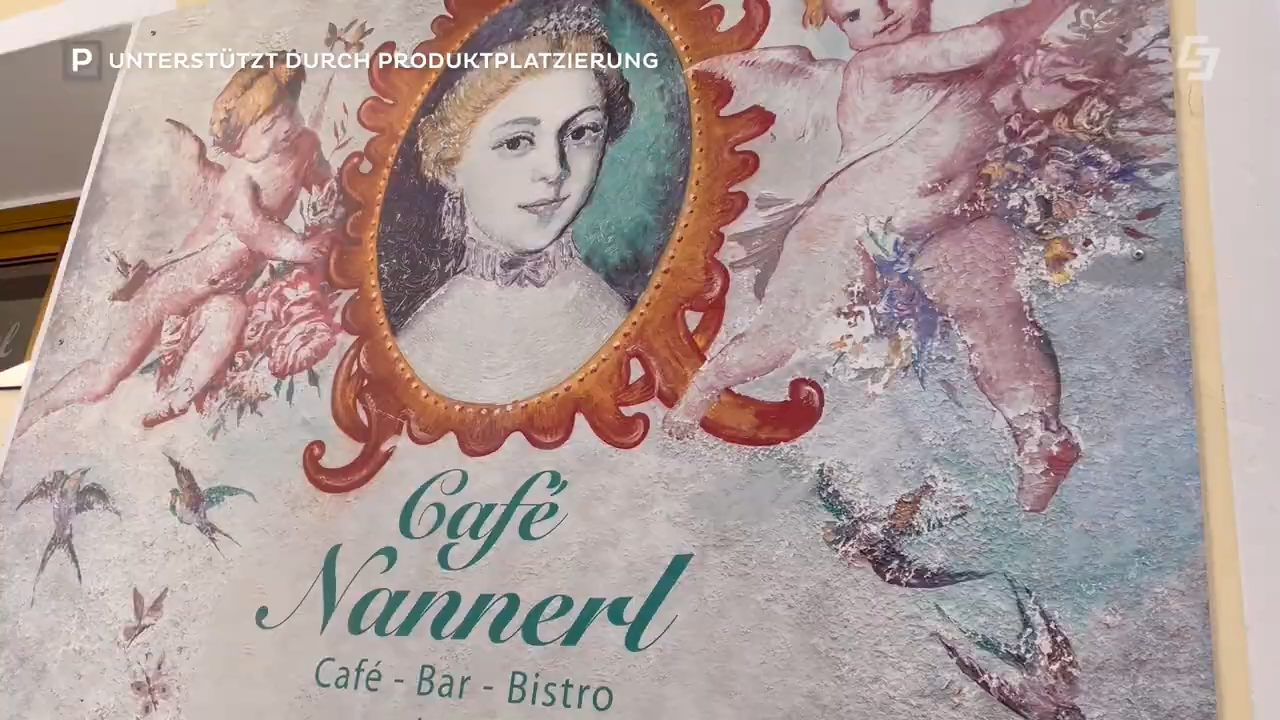 P UNTERSTÜTZT DURCH PRODUKTPLATZIERUNG
Café
Nannerl
Café - Bar - Bistro